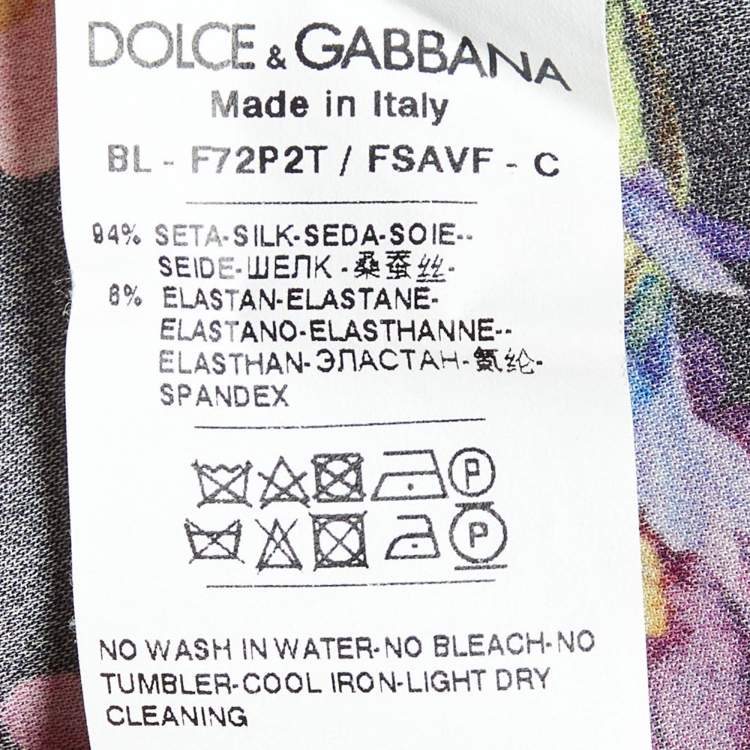 DOLCE & GABBANA
Made in Italy
BL - F72P2T / FSAVF - C
94% SETA-SILK-SEDA-SOIE--
SEIDE-ШЕЛК -桑蚕丝-
6% ELASTAN-ELASTANE-
ELASTANO-ELASTHANNE--
ELASTHAN-ЭЛАСТАН-氨纶-
SPANDEX
P
P
NO WASH IN WATER-NO BLEACH-NO
TUMBLER-COOL IRON-LIGHT DRY
CLEANING